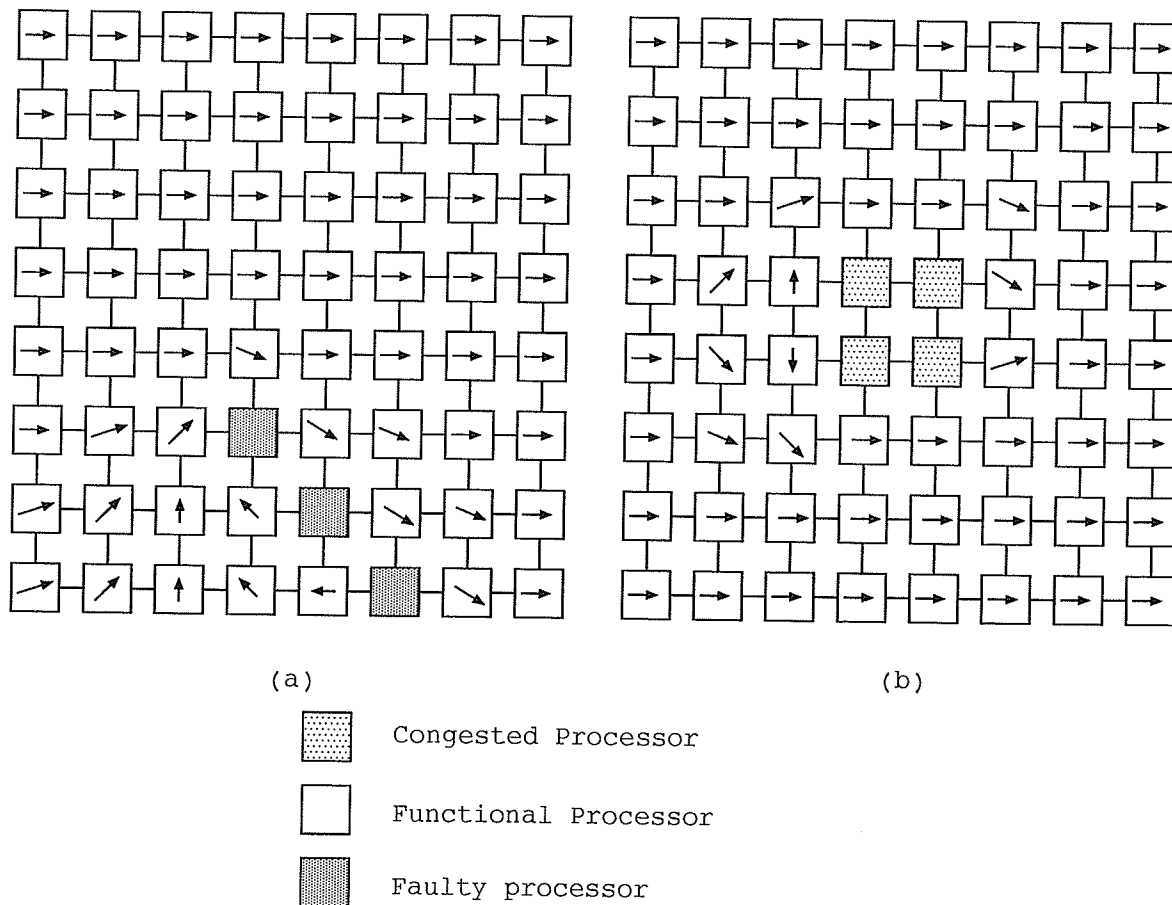 (a)
(b)
Congested Processor
Functional Processor
Faulty processor